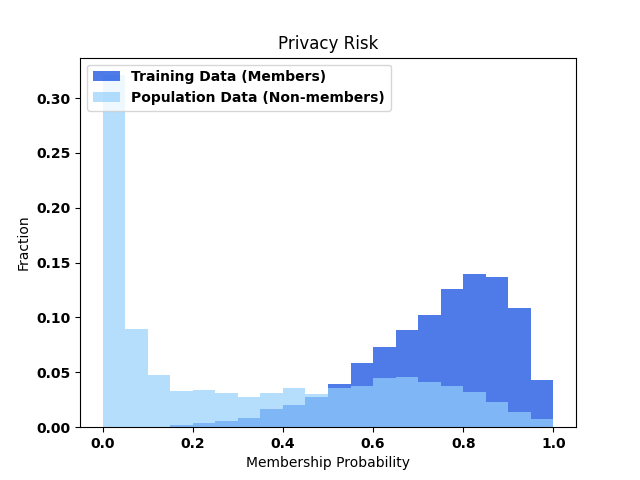 Privacy Risk
Training Data (Members)
Population Data (Non-members)
0.30
0.25
0.20
0.15
0.10
0.05
0.00
Fraction
0.0 0.2 0.4 0.6 0.8 1.0
Membership Probability